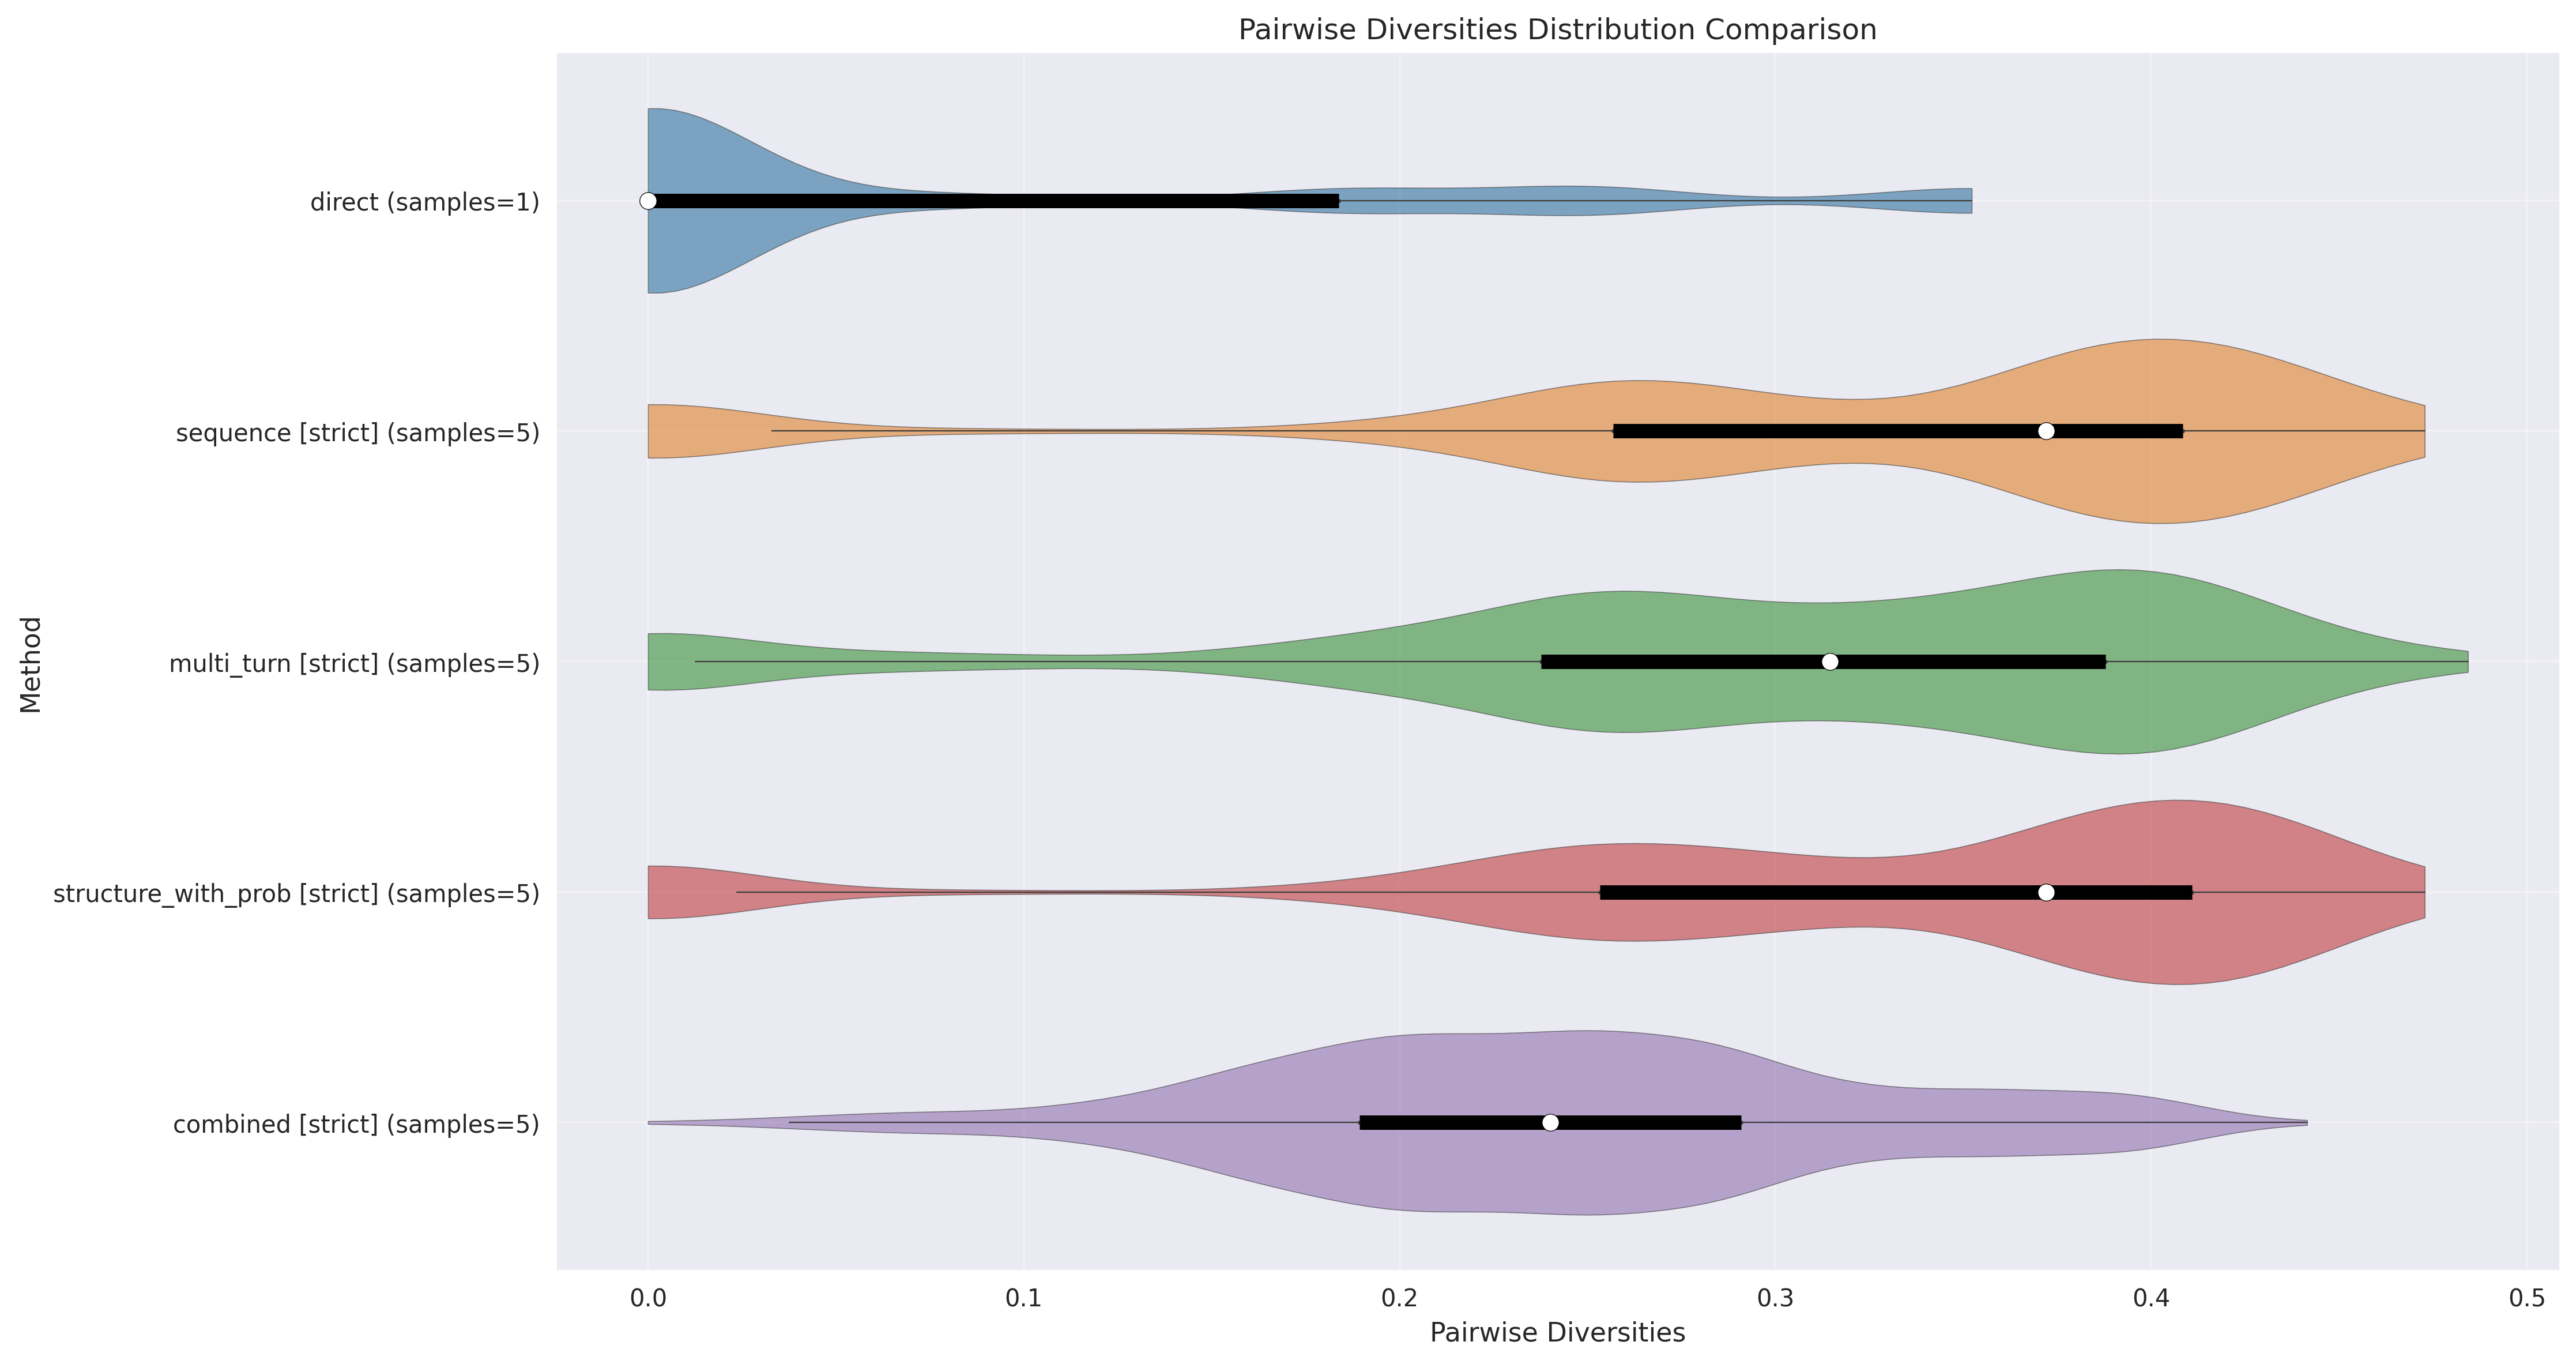 Pairwise Diversities Distribution Comparison
Method
direct (samples=1)
sequence [strict] (samples=5)
multi_turn [strict] (samples=5)
structure_with_prob [strict] (samples=5)
combined [strict] (samples=5)
0.0 0.1 0.2 0.3 0.4 0.5
Pairwise Diversities